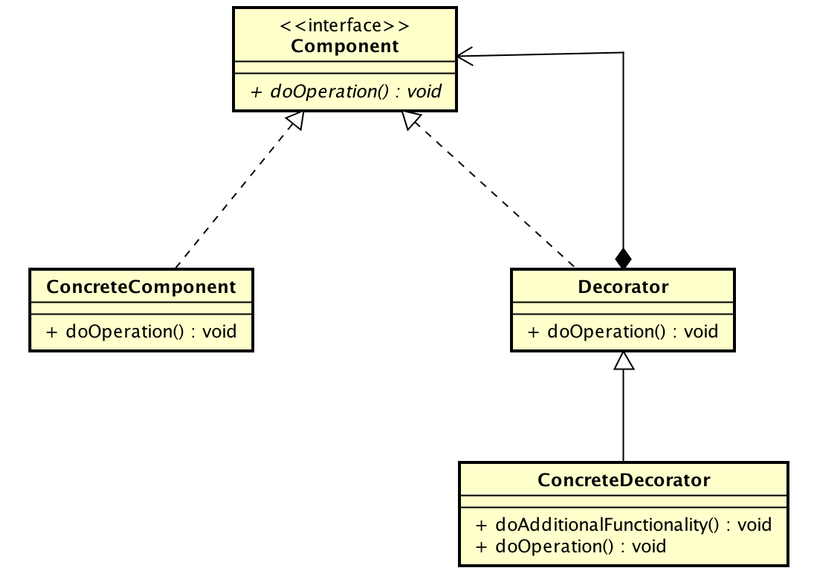 <<interface>>
Component
+ doOperation() : void
ConcreteComponent
+ doOperation() : void
Decorator
+ doOperation() : void
ConcreteDecorator
+ doAdditionalFunctionality() : void
+ doOperation() : void